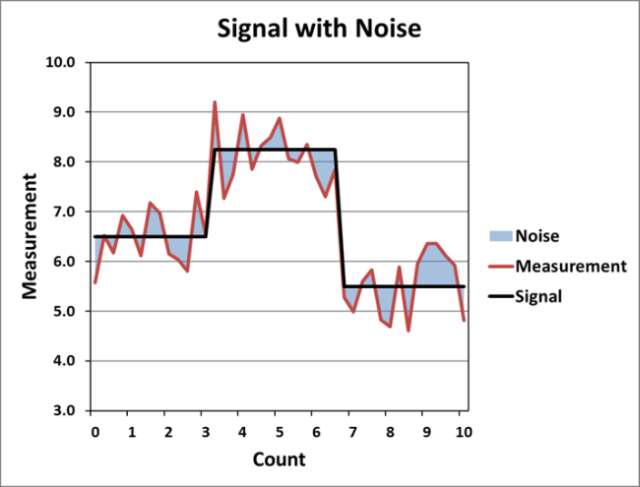 Signal with Noise
10.0
9.0
8.0
7.0
6.0
5.0
4.0
3.0
Measurement
0 1 2 3 4 5 6 7 8 9 10
Count
Noise
Measurement
Signal